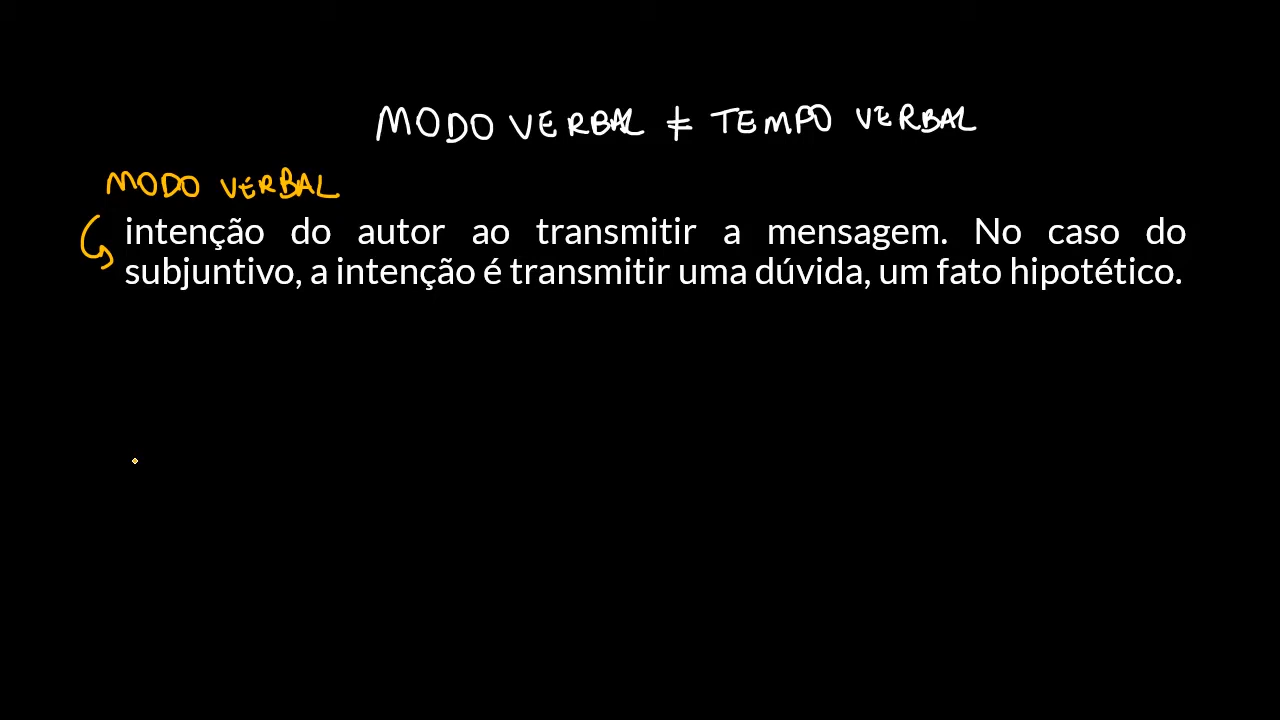 MODO VERBAL ≠ TEMPO VERBAL
MODO VERBAL
intenção do autor ao transmitir a mensagem. No caso do
subjuntivo, a intenção é transmitir uma dúvida, um fato hipotético.